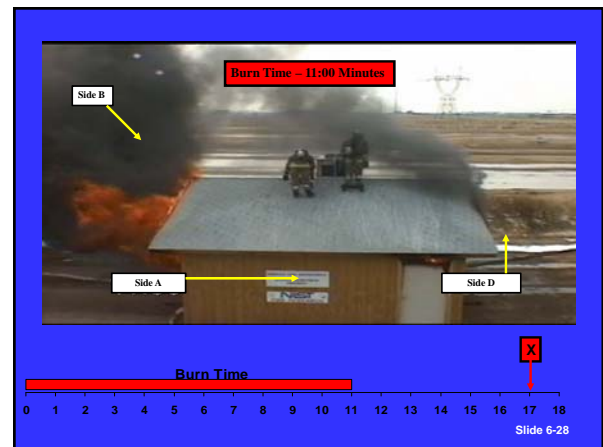 Burn Time – 11:00 Minutes
Side B
Side A
Side D
NIST
X
Burn Time
0 1 2 3 4 5 6 7 8 9 10 11 12 13 14 15 16 17 18
Slide 6-28